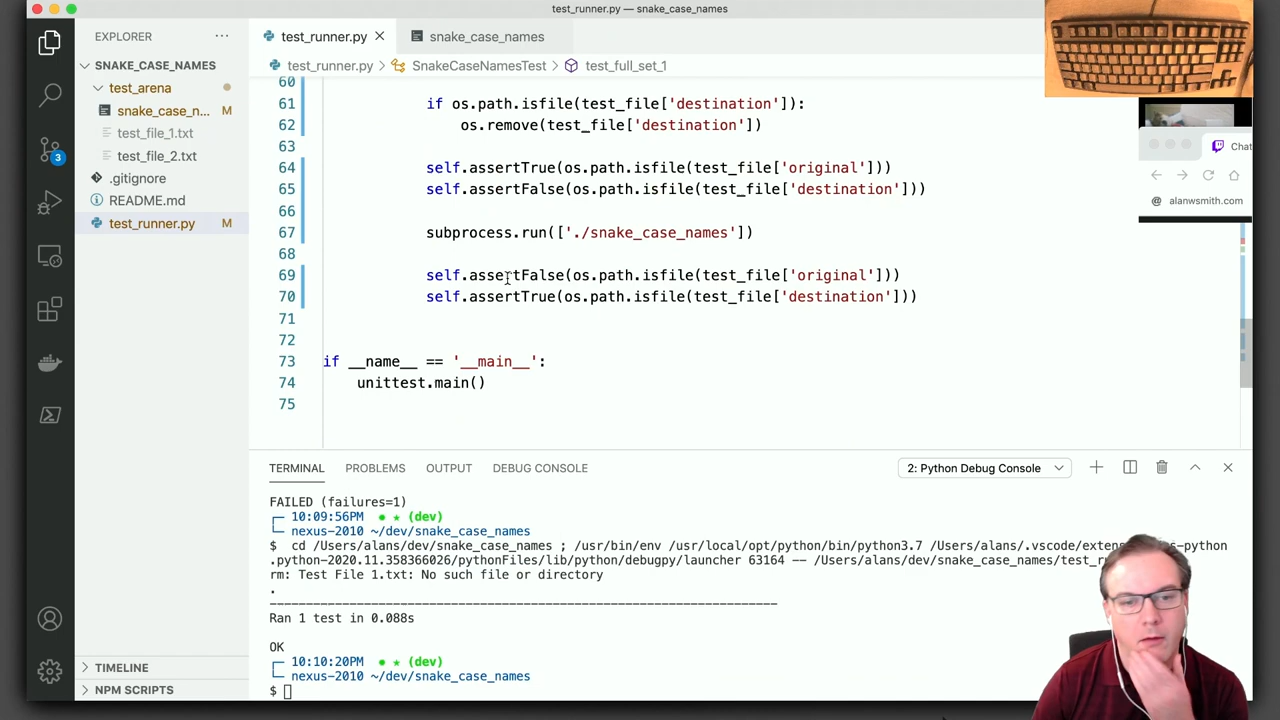 test_runner.py — snake_case_names
EXPLORER
test_runner.py
snake_case_names
SNAKE_CASE_NAMES
test_runner.py > SnakeCaseNamesTest > test_full_set_1
test_arena
snake_case_n... M
test_file_1.txt
test_file_2.txt
.gitignore
README.md
test_runner.py M
3
TIMELINE
NPM SCRIPTS
60
61 if os.path.isfile(test_file['destination']):
62 os.remove(test_file['destination'])
63
64 self.assertTrue(os.path.isfile(test_file['original']))
65 self.assertFalse(os.path.isfile(test_file['destination']))
66
67 subprocess.run(['./snake_case_names'])
68
69 self.assertFalse(os.path.isfile(test_file['original']))
70 self.assertTrue(os.path.isfile(test_file['destination']))
71
72
73 if __name__ == '__main__':
74 unittest.main()
75
Chat
@ alanwsmith.com
TERMINAL PROBLEMS OUTPUT DEBUG CONSOLE 2: Python Debug Console
FAILED (failures=1)
10:09:56PM ● ★ (dev)
nexus-2010 ~/dev/snake_case_names
$ cd /Users/alans/dev/snake_case_names ; /usr/bin/env /usr/local/opt/python/bin/python3.7 /Users/alans/.vscode/exten
.python-2020.11.358366026/pythonFiles/lib/python/debugpy/launcher 63164 -- /Users/alans/dev/snake_case_names/test_r
rm: Test File 1.txt: No such file or directory
.
----------------------------------------------------------------------
Ran 1 test in 0.088s
OK
10:10:20PM ● ★ (dev)
nexus-2010 ~/dev/snake_case_names
$